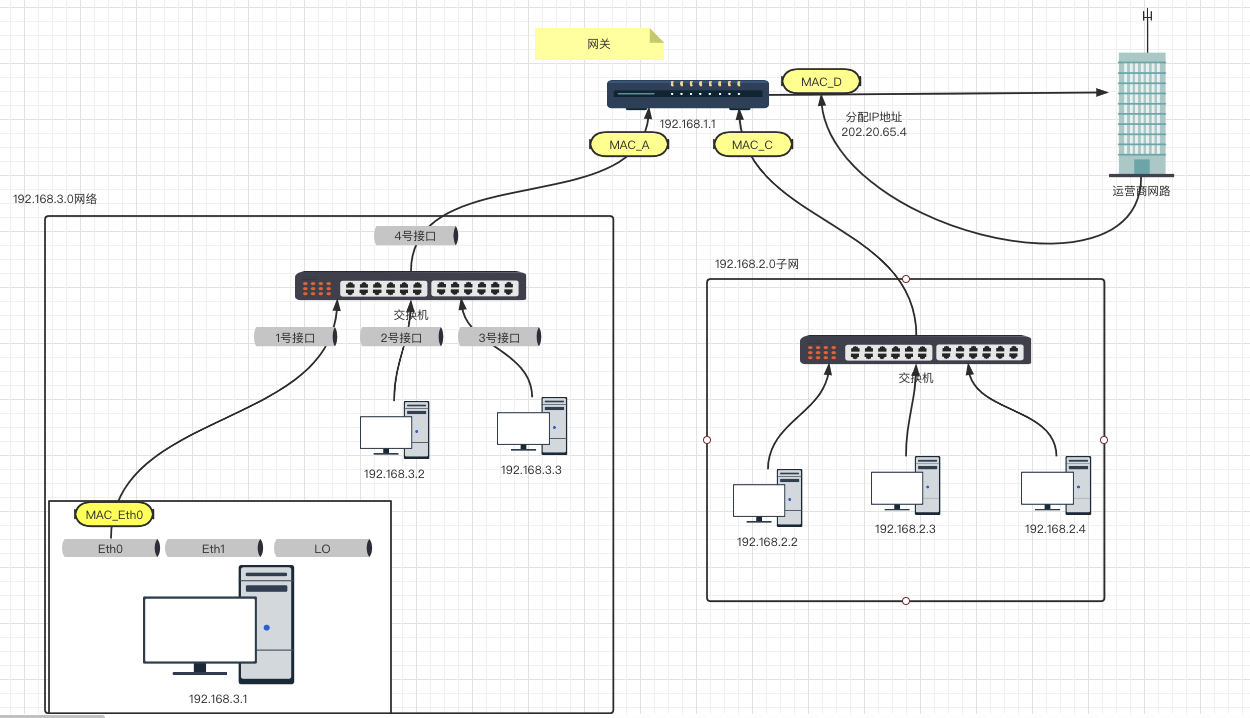 网关
MAC_D
192.168.1.1
分配IP地址
202.20.65.4
MAC_A
MAC_C
运营商网路
192.168.3.0网络
4号接口
192.168.2.0子网
交换机
1号接口
2号接口
3号接口
交换机
192.168.3.2
192.168.3.3
MAC_Eth0
192.168.2.2
192.168.2.3
192.168.2.4
Eth0
Eth1
LO
192.168.3.1